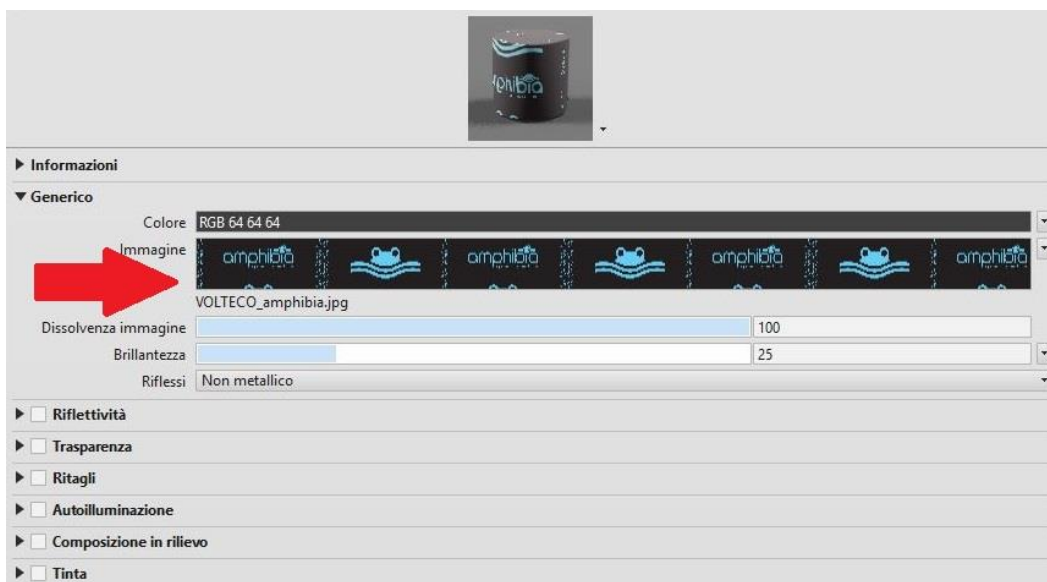 amphibia
Informazioni
Generico
Colore RGB 64 64 64
Immagine amphibia amphibia amphibia amphibia
VOLTECO_amphibia.jpg
Dissolvenza immagine 100
Brillantezza 25
Riflessi Non metallico
Riflettività
Trasparenza
Ritagli
Autoilluminazione
Composizione in rilievo
Tinta